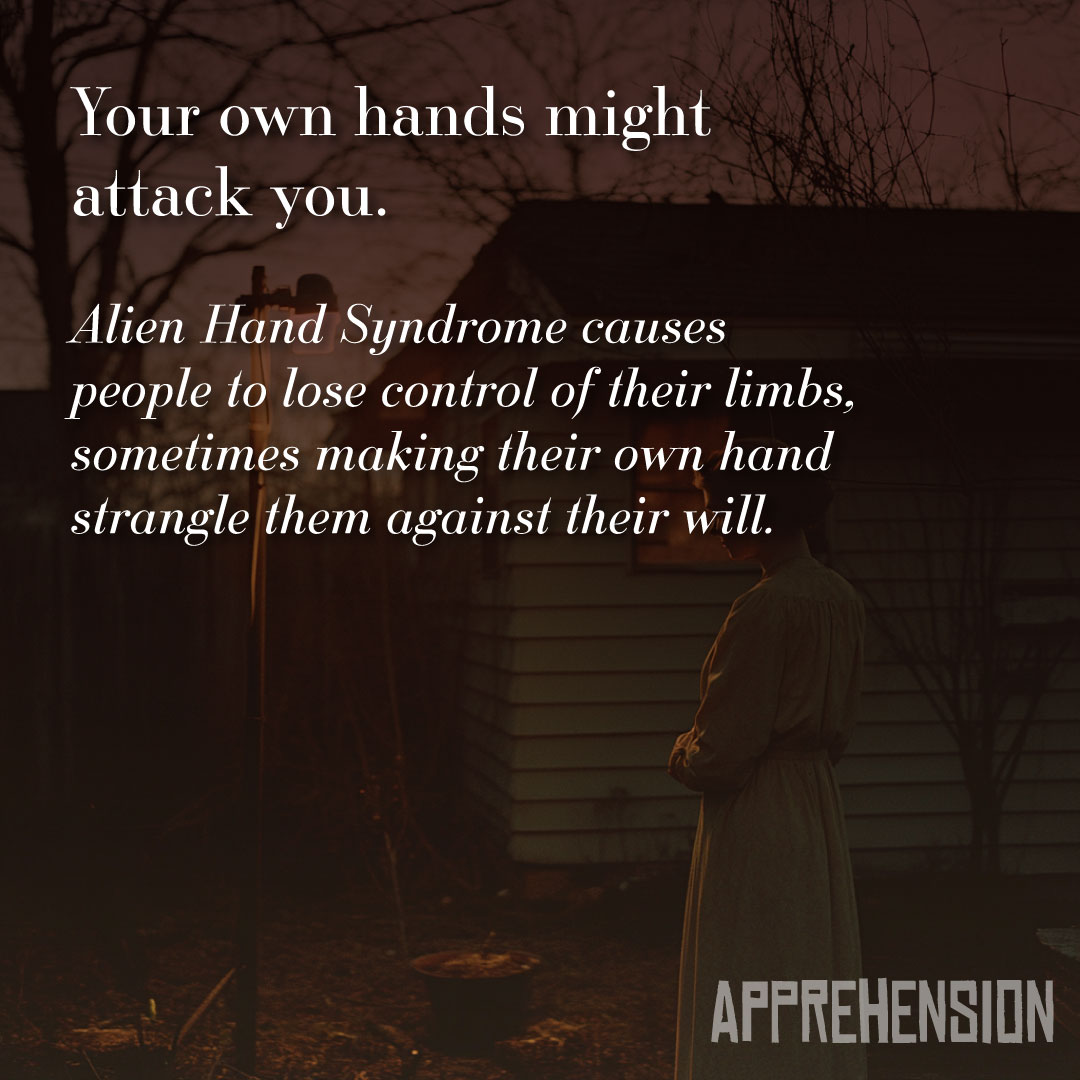 Your own hands might
attack you.
Alien Hand Syndrome causes
people to lose control of their limbs,
sometimes making their own hand
strangle them against their will.
APPREHENSION